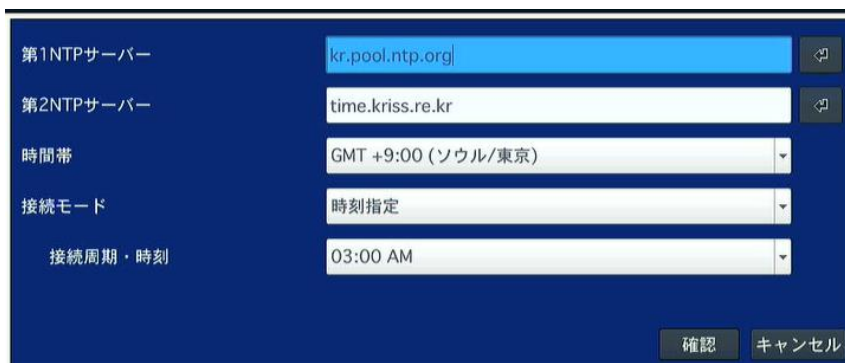 第1NTPサーバー kr.pool.ntp.org
第2NTPサーバー time.kriss.re.kr
時間帯 GMT +9:00 (ソウル/東京)
接続モード 時刻指定
接続周期・時刻 03:00 AM
確認 キャンセル